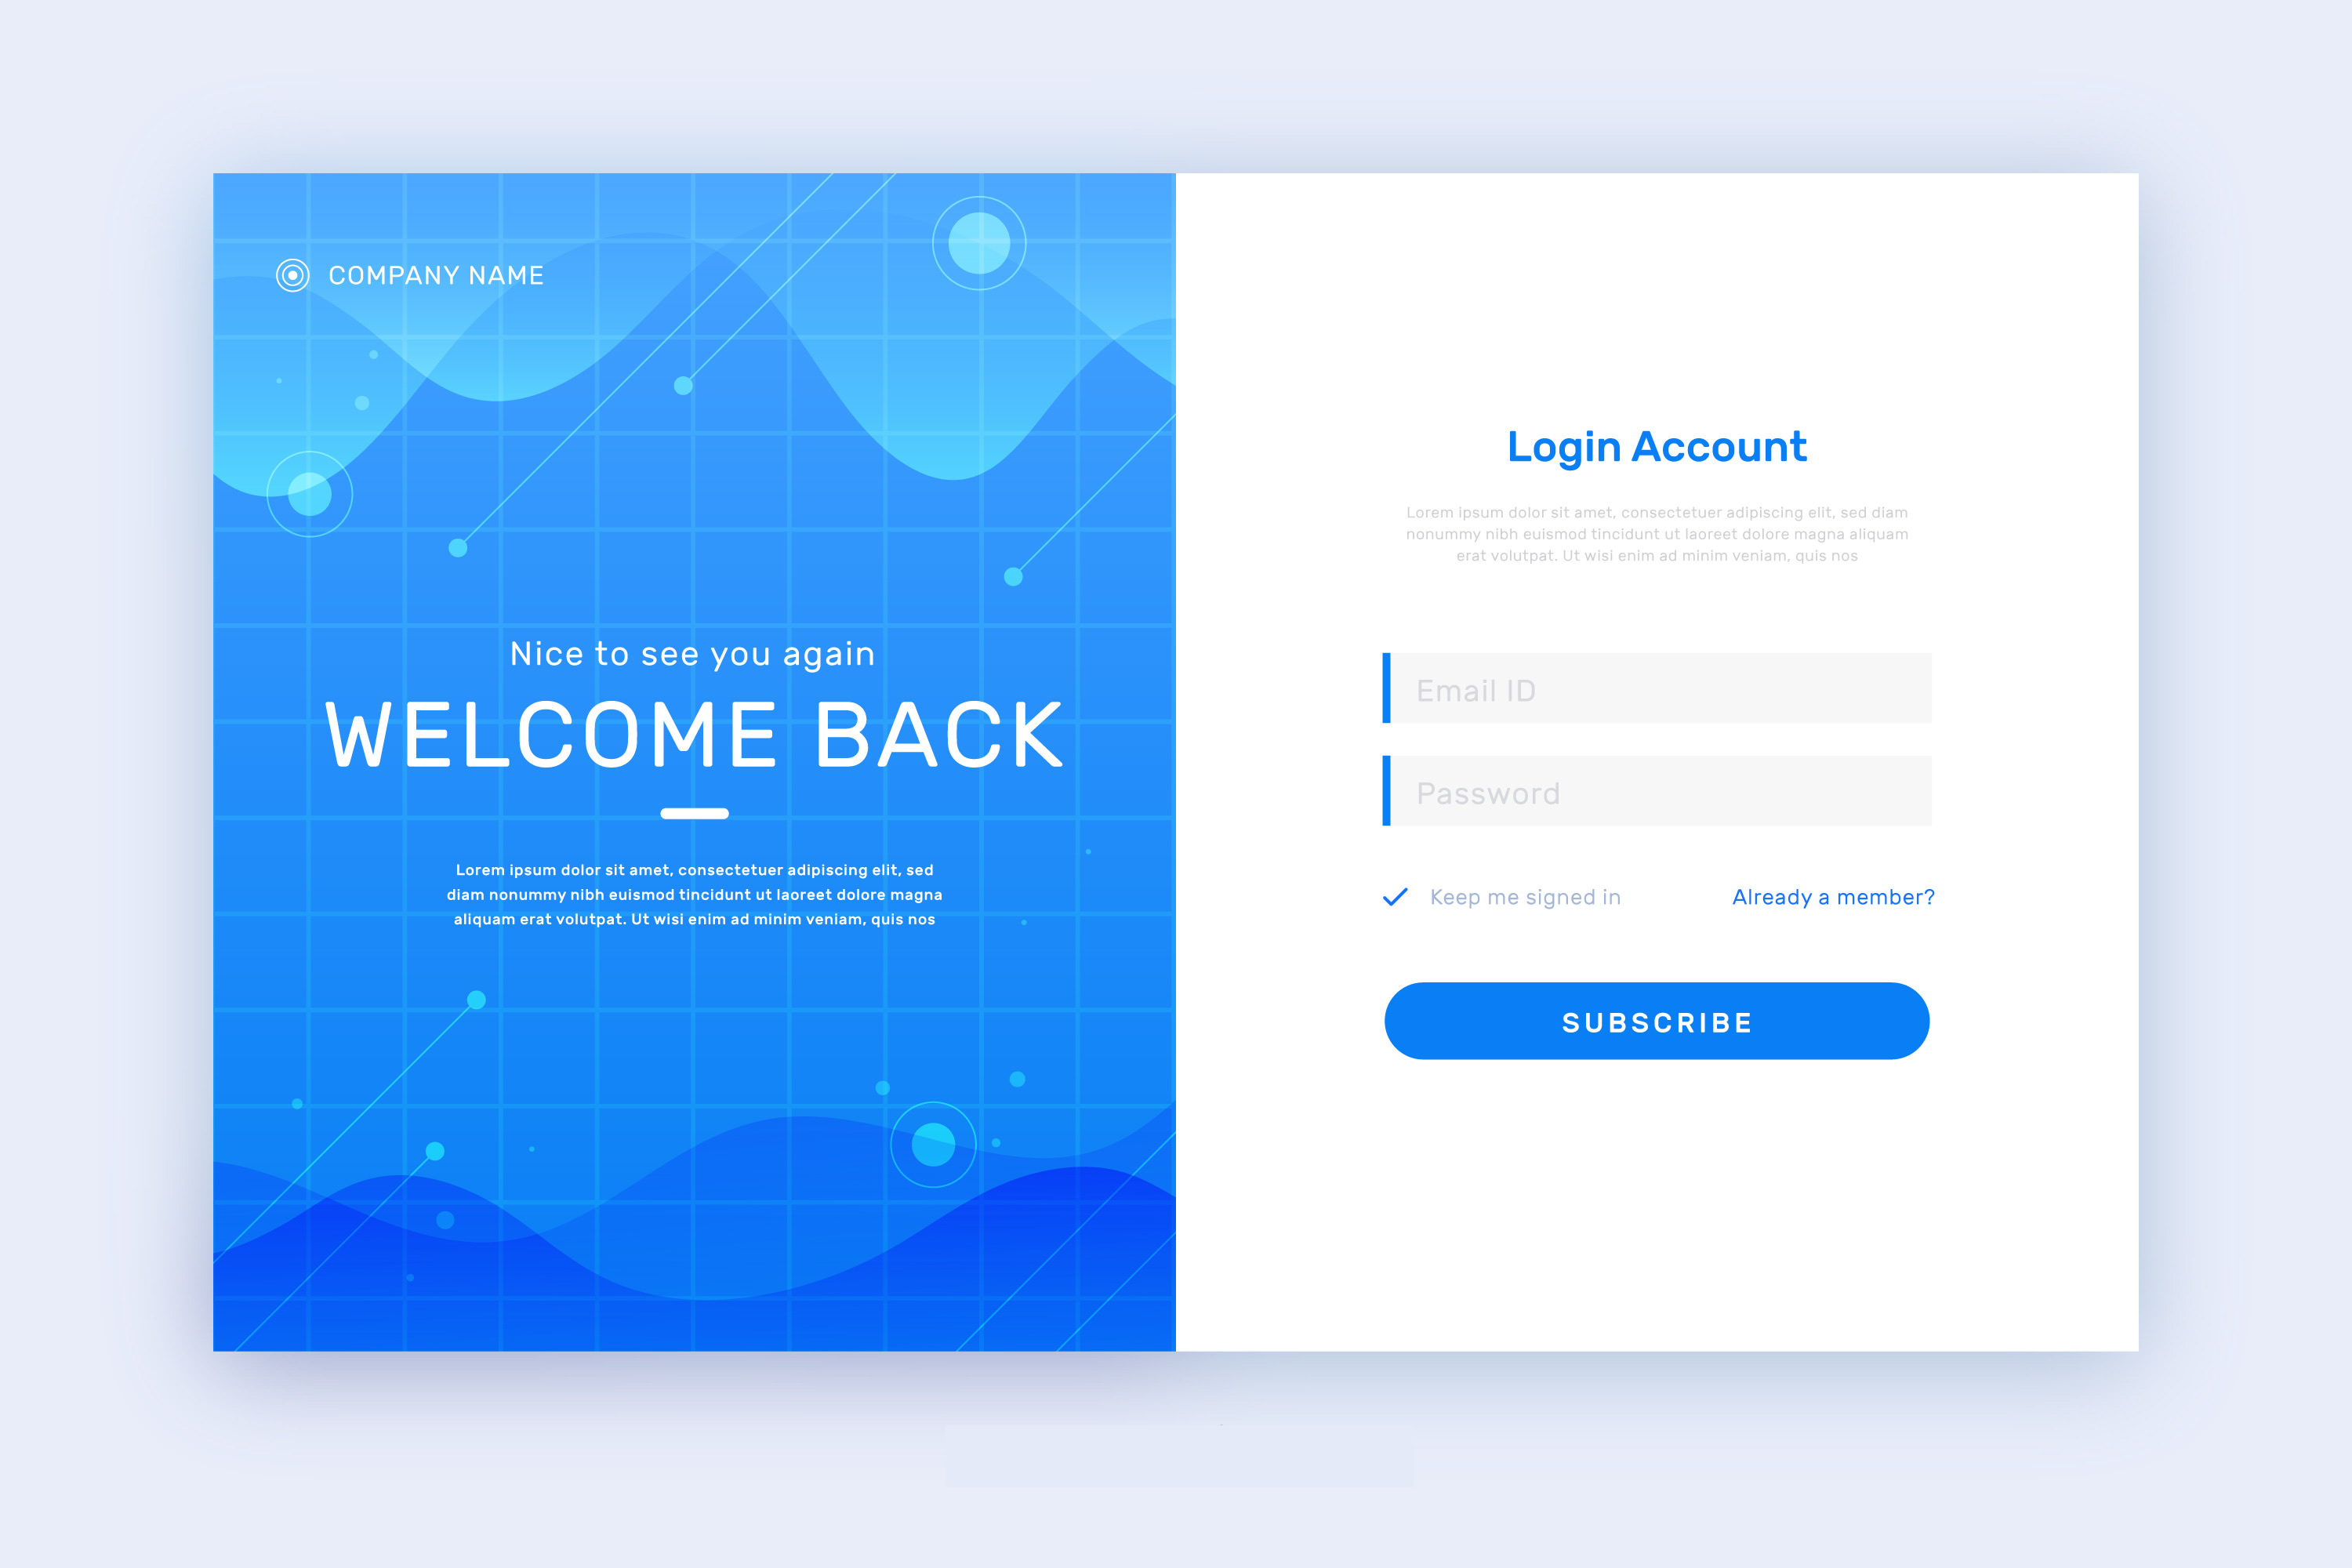 COMPANY NAME
Nice to see you again
WELCOME BACK
Lorem ipsum dolor sit amet, consectetuer adipiscing elit, sed
diam nonummy nibh euismod tincidunt ut laoreet dolore magna
aliquam erat volutpat. Ut wisi enim ad minim veniam, quis nos
Login Account
Lorem ipsum dolor sit amet, consectetuer adipiscing elit, sed diam
nonummy nibh euismod tincidunt ut laoreet dolore magna aliquam
erat volutpat. Ut wisi enim ad minim veniam, quis nos
Email ID
Password
Keep me signed in
Already a member?
SUBSCRIBE